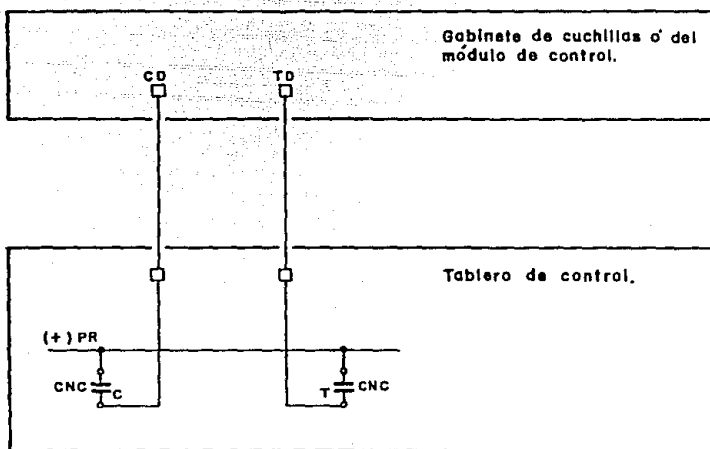 Gabinete de cuchillas ó del
módulo de control.
CD TD
Tablero de control.
(+) PR
CNC C T CNC